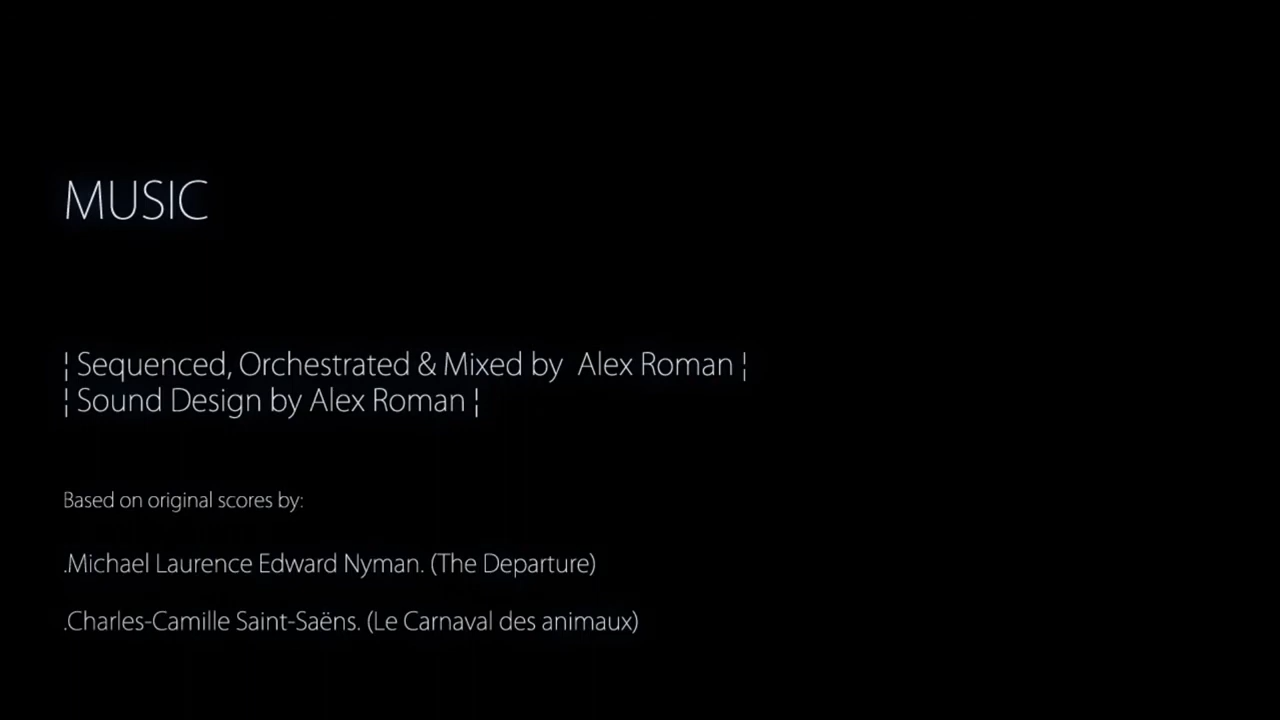 MUSIC
¦ Sequenced, Orchestrated & Mixed by  Alex Roman ¦
¦ Sound Design by Alex Roman ¦
Based on original scores by:
.Michael Laurence Edward Nyman. (The Departure)
.Charles-Camille Saint-Saëns. (Le Carnaval des animaux)